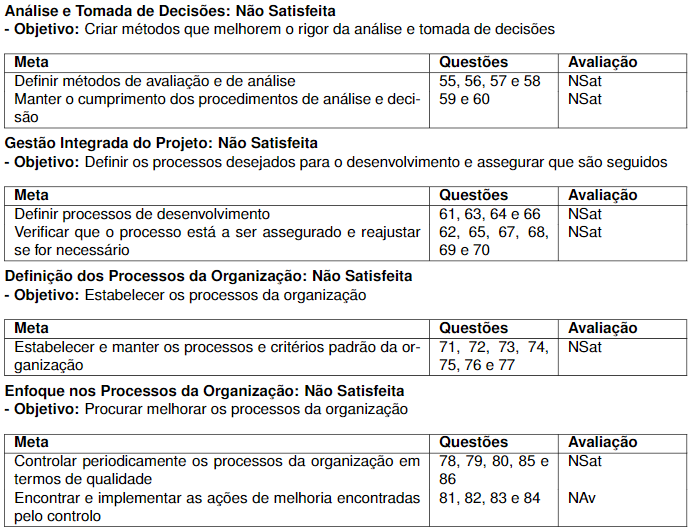 Análise e Tomada de Decisões: Não Satisfeita
- Objetivo: Criar métodos que melhorem o rigor da análise e tomada de decisões
Meta Questões Avaliação
Definir métodos de avaliação e de análise 55, 56, 57 e 58 NSat
Manter o cumprimento dos procedimentos de análise e deci- 59 e 60 NSat
são
Gestão Integrada do Projeto: Não Satisfeita
- Objetivo: Definir os processos desejados para o desenvolvimento e assegurar que são seguidos
Meta Questões Avaliação
Definir processos de desenvolvimento 61, 63, 64 e 66 NSat
Verificar que o processo está a ser assegurado e reajustar 62, 65, 67, 68, NSat
se for necessário 69 e 70
Definição dos Processos da Organização: Não Satisfeita
- Objetivo: Estabelecer os processos da organização
Meta Questões Avaliação
Estabelecer e manter os processos e critérios padrão da or- 71, 72, 73, 74, NSat
ganização 75, 76 e 77
Enfoque nos Processos da Organização: Não Satisfeita
- Objetivo: Procurar melhorar os processos da organização
Meta Questões Avaliação
Controlar periodicamente os processos da organização em 78, 79, 80, 85 e NSat
termos de qualidade 86
Encontrar e implementar as ações de melhoria encontradas 81, 82, 83 e 84 NAv
pelo controlo